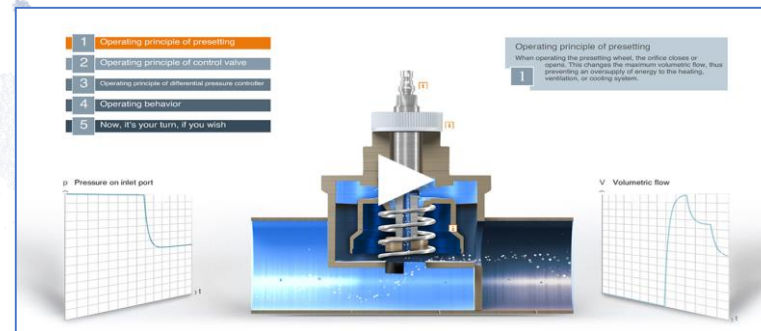 1 Operating principle of presetting
2 Operating principle of control valve
3 Operating principle of differential pressure controller
4 Operating behavior
5 Now, it's your turn, if you wish
Operating principle of presetting
1 When operating the presetting wheel, the orifice closes or
opens. This changes the maximum volumetric flow, thus
preventing an oversupply of energy to the heating,
ventilation, or cooling system.
p Pressure on inlet port
t
V Volumetric flow
t